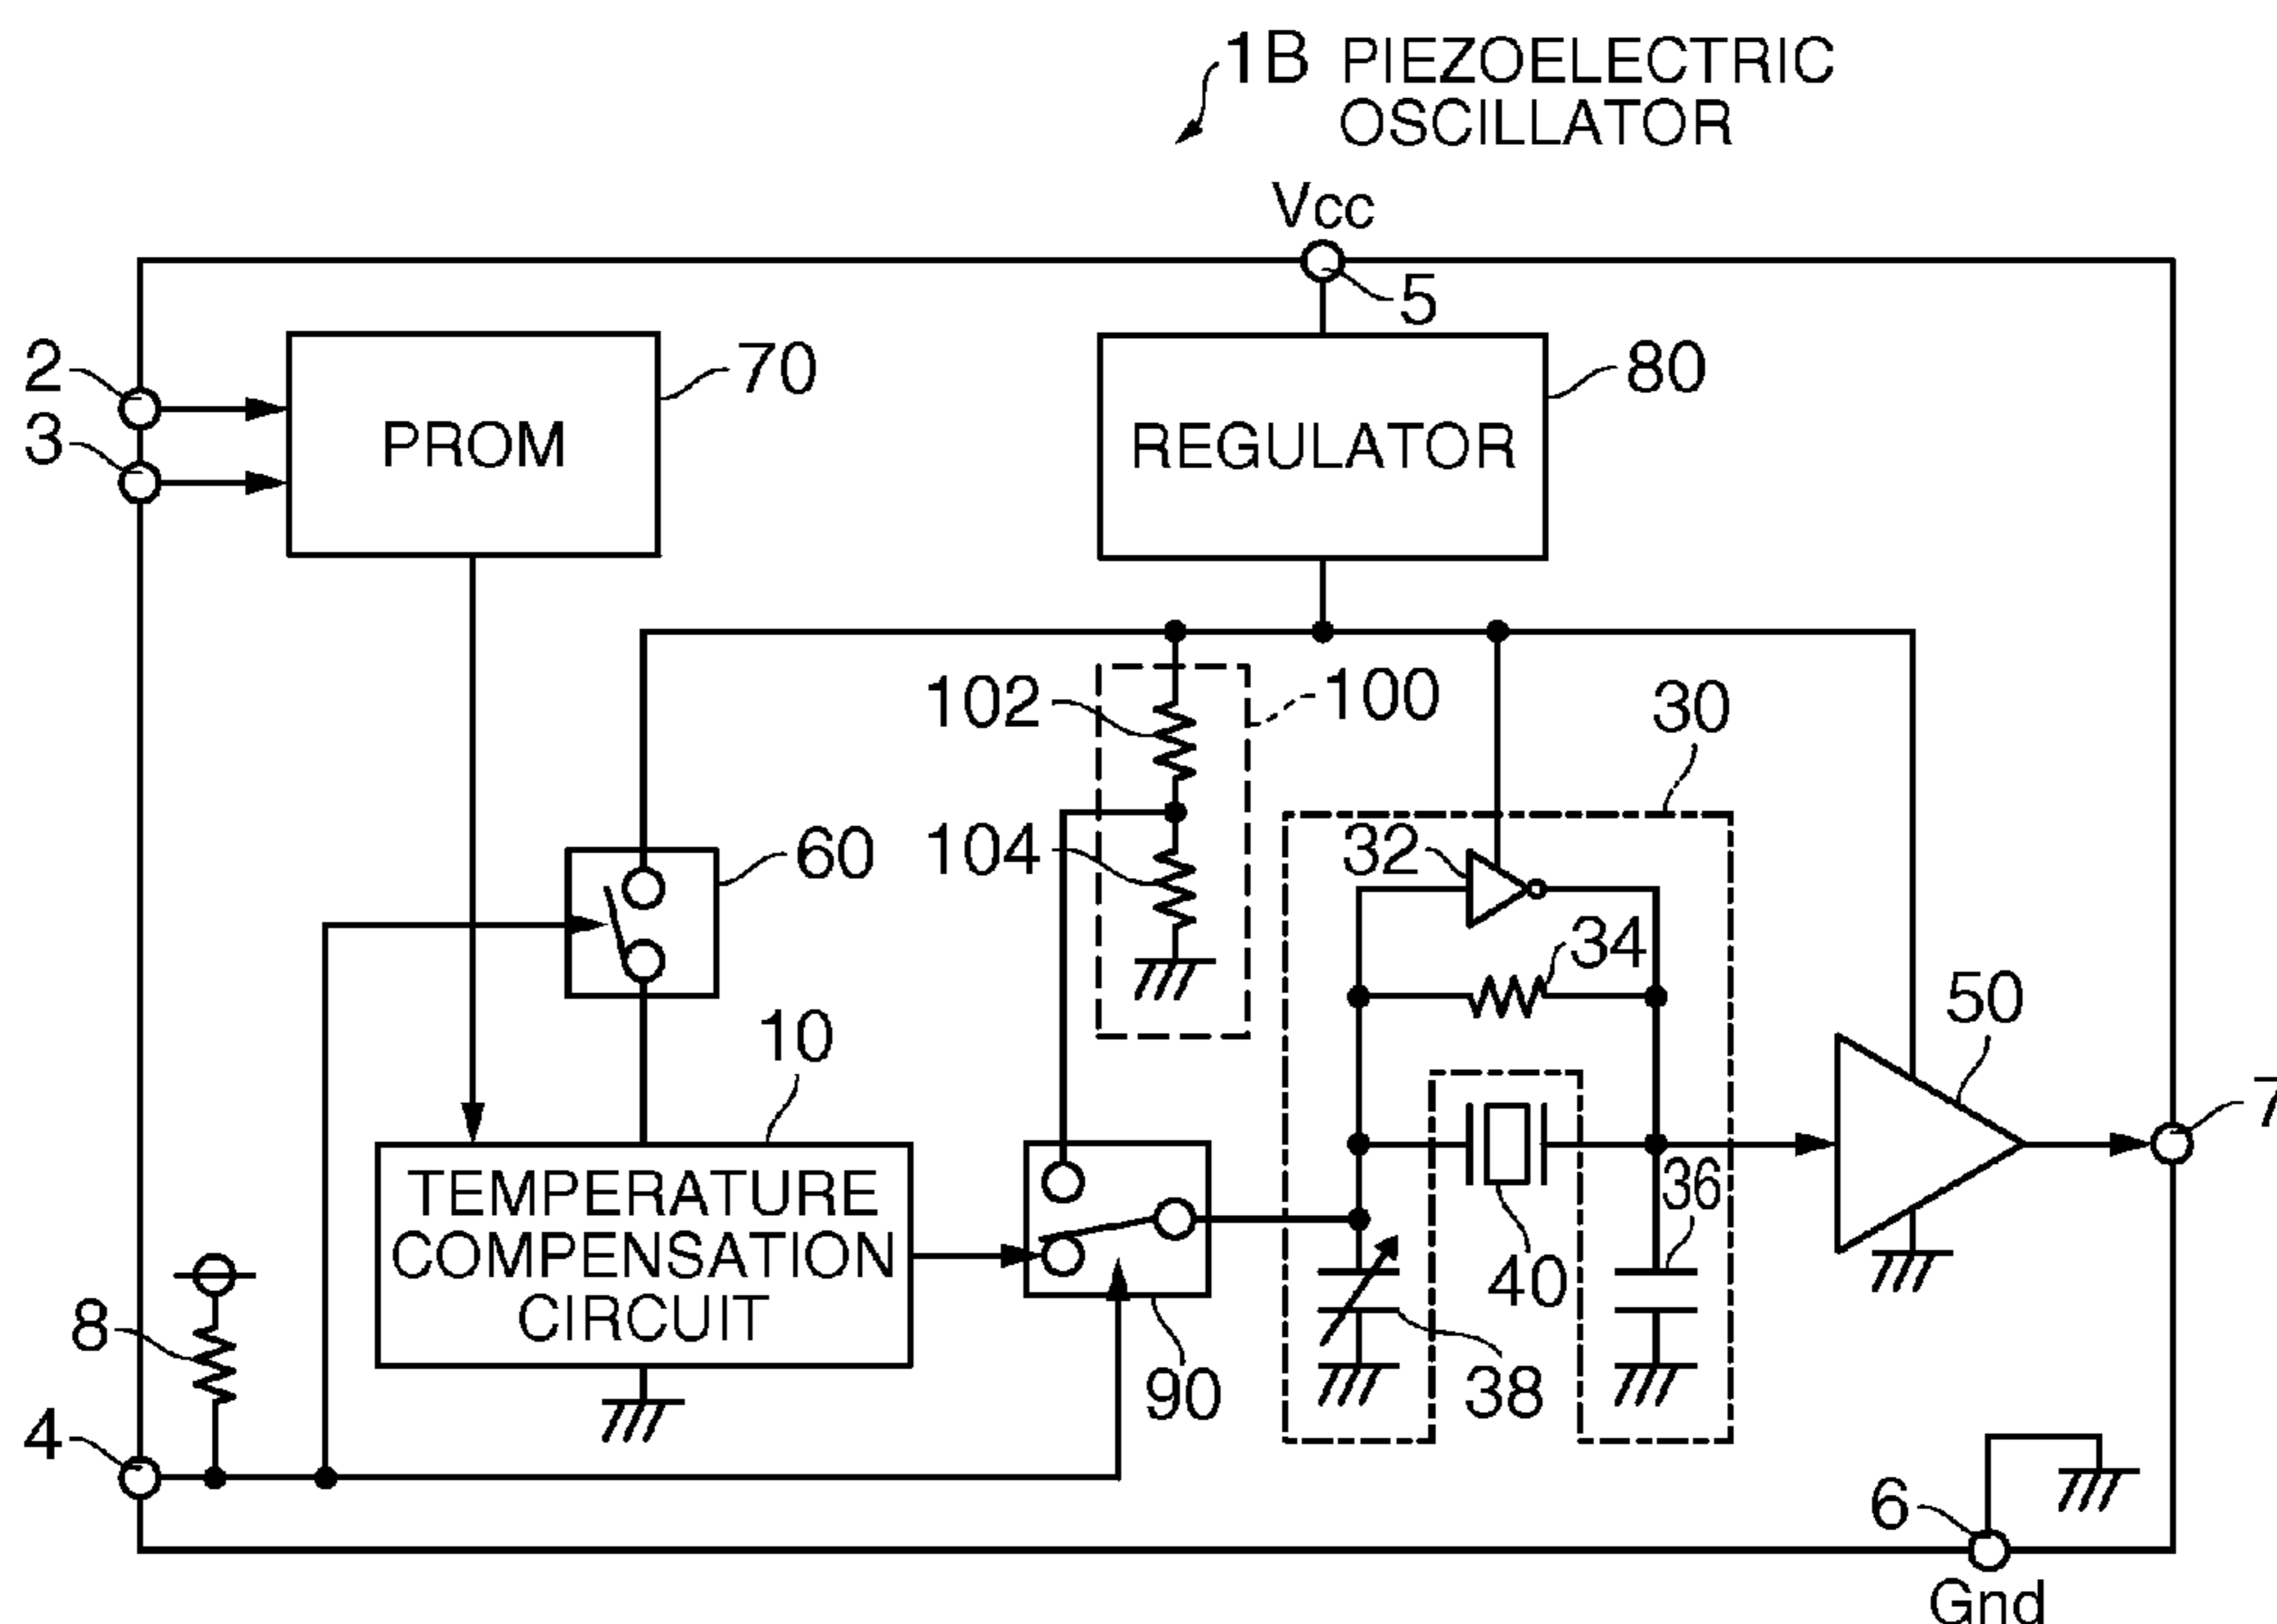 1B PIEZOELECTRIC
OSCILLATOR
Vcc
5
2
70
80
3
PROM
REGULATOR
102
100
30
60
104
32
34
10
50
7
TEMPERATURE
COMPENSATION
CIRCUIT
36
40
8
90
38
4
6
Gnd